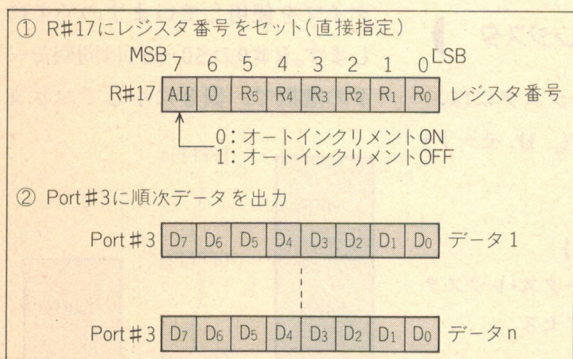 ① R#17にレジスタ番号をセット(直接指定)
MSB 7 6 5 4 3 2 1 0 LSB
R#17 AII 0 R5 R4 R3 R2 R1 R0 レジスタ番号
0:オートインクリメントON
1:オートインクリメントOFF
② Port#3に順次データを出力
Port#3 D7 D6 D5 D4 D3 D2 D1 D0 データ1
Port#3 D7 D6 D5 D4 D3 D2 D1 D0 データn